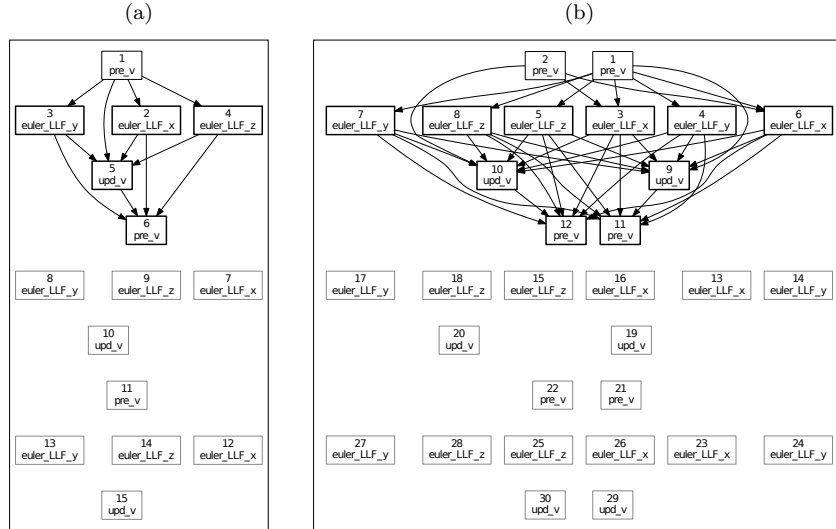 (a)
1
pre_v
3
euler_LLF_y
2
euler_LLF_x
4
euler_LLF_z
5
upd_v
6
pre_v
8
euler_LLF_y
9
euler_LLF_z
7
euler_LLF_x
10
upd_v
11
pre_v
13
euler_LLF_y
14
euler_LLF_z
12
euler_LLF_x
15
upd_v
(b)
2
pre_v
1
pre_v
7
euler_LLF_y
8
euler_LLF_z
5
euler_LLF_z
3
euler_LLF_x
4
euler_LLF_y
6
euler_LLF_x
10
upd_v
9
upd_v
12
pre_v
11
pre_v
17
euler_LLF_y
18
euler_LLF_z
15
euler_LLF_z
16
euler_LLF_x
13
euler_LLF_x
14
euler_LLF_y
20
upd_v
19
upd_v
22
pre_v
21
pre_v
27
euler_LLF_y
28
euler_LLF_z
25
euler_LLF_z
26
euler_LLF_x
23
euler_LLF_x
24
euler_LLF_y
30
upd_v
29
upd_v